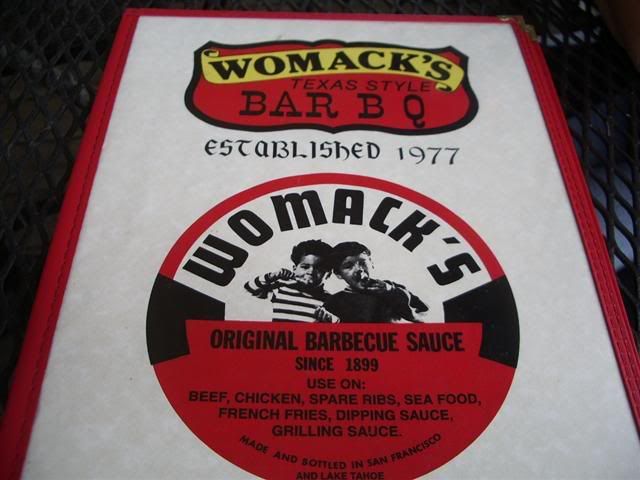 WOMACK'S
TEXAS STYLE
BAR B Q
ESTABLISHED 1977
WOMACK'S
ORIGINAL BARBECUE SAUCE
SINCE 1899
USE ON:
BEEF, CHICKEN, SPARE RIBS, SEA FOOD,
FRENCH FRIES, DIPPING SAUCE,
GRILLING SAUCE.
MADE AND BOTTLED IN SAN FRANCISCO
AND LAKE TAHOE